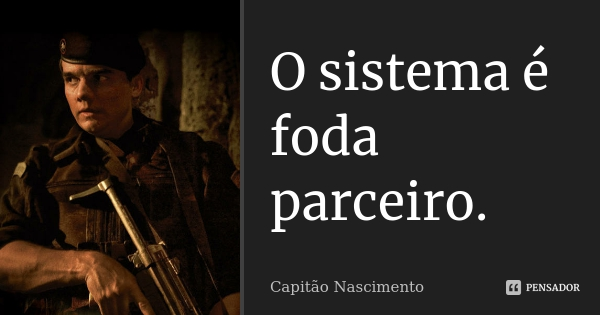 O sistema é
foda
parceiro.
Capitão Nascimento
PENSADOR